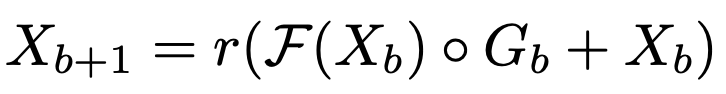 X_{b+1} = r(\mathcal{F}(X_b) \circ G_b + X_b)